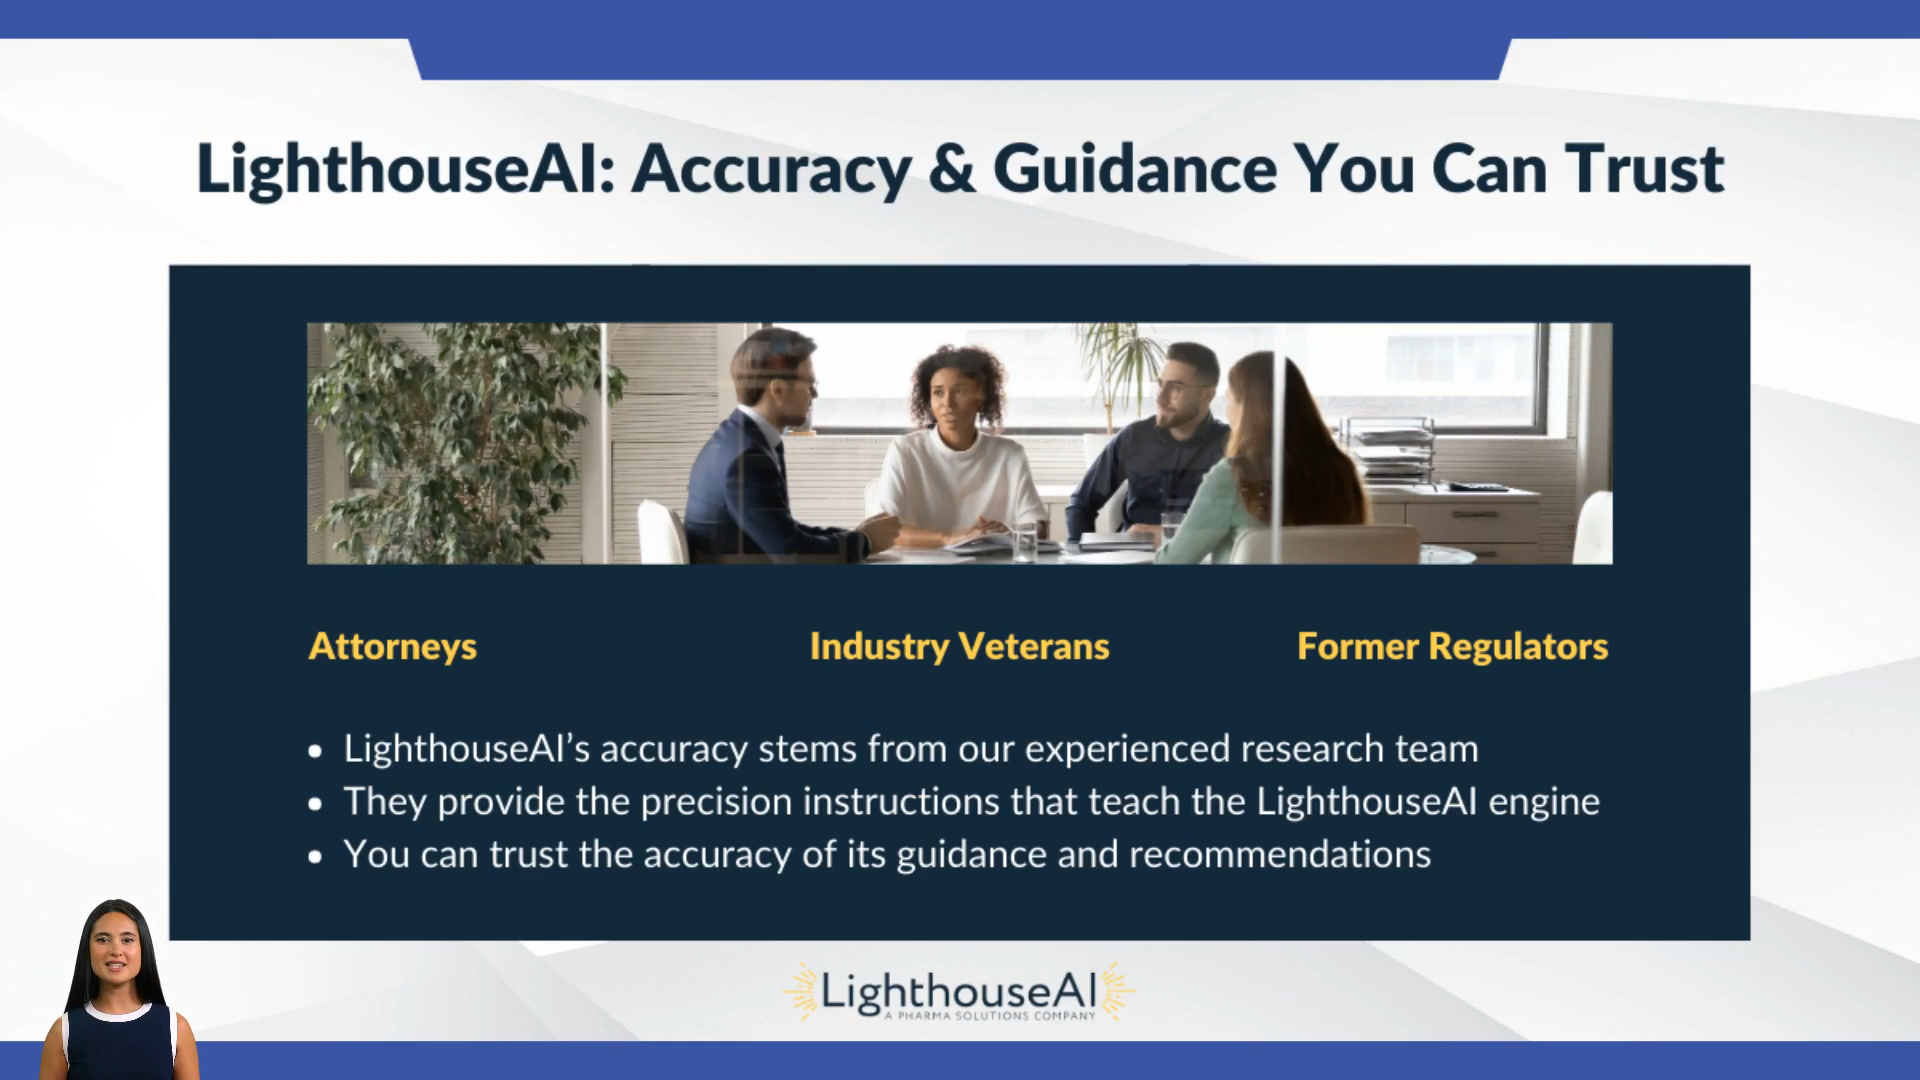 LighthouseAI: Accuracy & Guidance You Can Trust
Attorneys
Industry Veterans
Former Regulators
• LighthouseAI’s accuracy stems from our experienced research team
• They provide the precision instructions that teach the LighthouseAI engine
• You can trust the accuracy of its guidance and recommendations
LighthouseAI
A PHARMA SOLUTIONS COMPANY